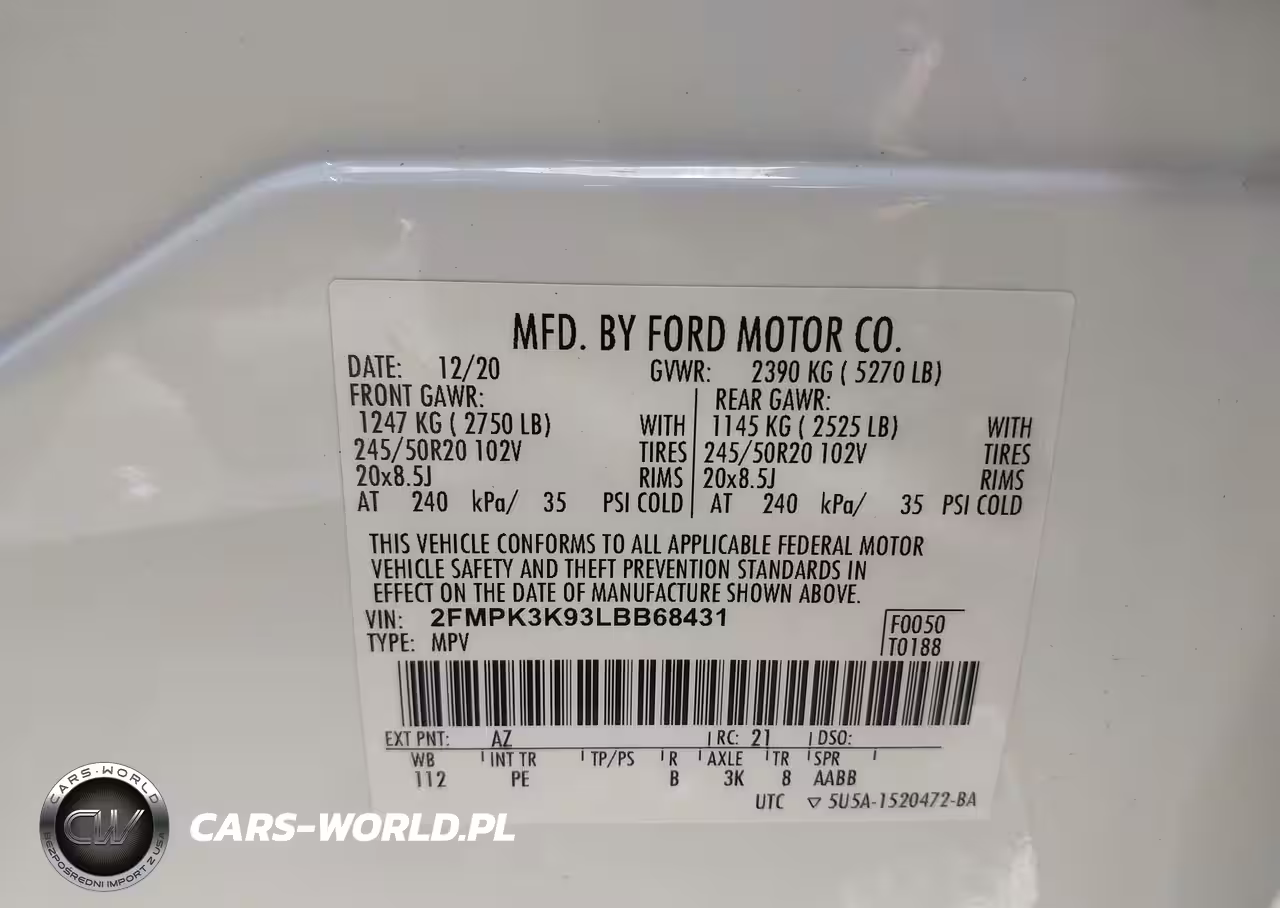 MFD. BY FORD MOTOR CO.
DATE: 12/20 GVWR: 2390 KG ( 5270 LB)
FRONT GAWR: REAR GAWR:
1247 KG ( 2750 LB) WITH 1145 KG ( 2525 LB) WITH
245/50R20 102V TIRES 245/50R20 102V TIRES
20x8.5J RIMS 20x8.5J RIMS
AT 240 kPa/ 35 PSI COLD AT 240 kPa/ 35 PSI COLD
THIS VEHICLE CONFORMS TO ALL APPLICABLE FEDERAL MOTOR
VEHICLE SAFETY AND THEFT PREVENTION STANDARDS IN
EFFECT ON THE DATE OF MANUFACTURE SHOWN ABOVE.
VIN: 2FMPK3K93LBB68431
TYPE: MPV
F0050
T0188
EXT PNT: AZ RC: 21 DSO:
WB INT TR TP/PS R AXLE TR SPR
112 PE B 3K 8 AABB
UTC ▽ 5U5A-1520472-BA
CARS-WORLD
CW
BEZPOŚREDNI IMPORT Z USA
CARS-WORLD.PL